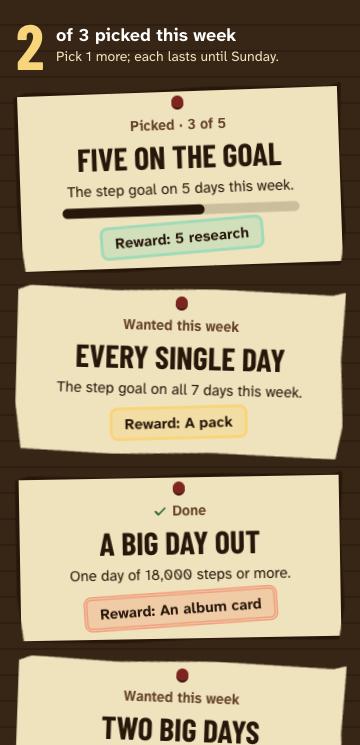 2
of 3 picked this week
Pick 1 more; each lasts until Sunday.
Picked · 3 of 5
FIVE ON THE GOAL
The step goal on 5 days this week.
Reward: 5 research
Wanted this week
EVERY SINGLE DAY
The step goal on all 7 days this week.
Reward: A pack
Done
A BIG DAY OUT
One day of 18,000 steps or more.
Reward: An album card
Wanted this week
TWO BIG DAYS